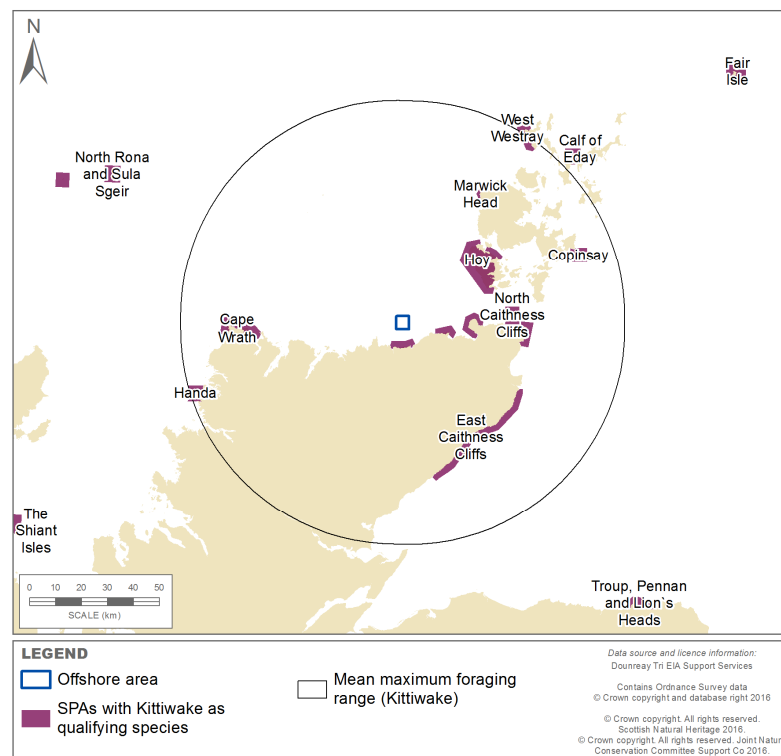 N
Fair
Isle
West
Westray
Calf of
Eday
North Rona
and Sula
Sgeir
Marwick
Head
Hoy
Copinsay
North
Caithness
Cliffs
Cape
Wrath
Handa
East
Caithness
Cliffs
The
Shiant
Isles
Troup, Pennan
and Lion`s
Heads
0 10 20 30 40 50
SCALE (km)
LEGEND
Offshore area
SPAs with Kittiwake as
qualifying species
Mean maximum foraging
range (Kittiwake)
Data source and licence information:
Dounreay Tri EIA Support Services
Contains Ordnance Survey data
© Crown copyright and database right 2016
© Crown copyright. All rights reserved.
Scottish Natural Heritage 2016.
© Crown copyright. All rights reserved. Joint Natu
Conservation Committee Support Co 2016.